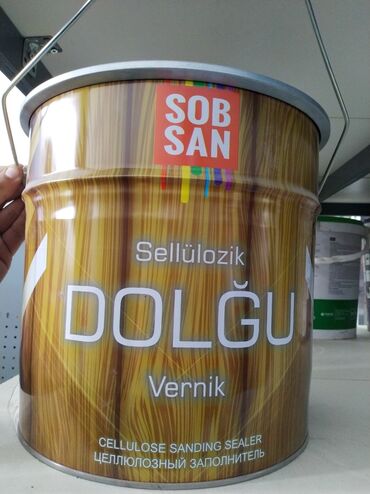 SOB
SAN
Sellülozik
DOLĞU
Vernik
CELLULOSE SANDING SEALER
ЦЕЛЛЮЛОЗНЫЙ ЗАПОЛНИТЕЛЬ